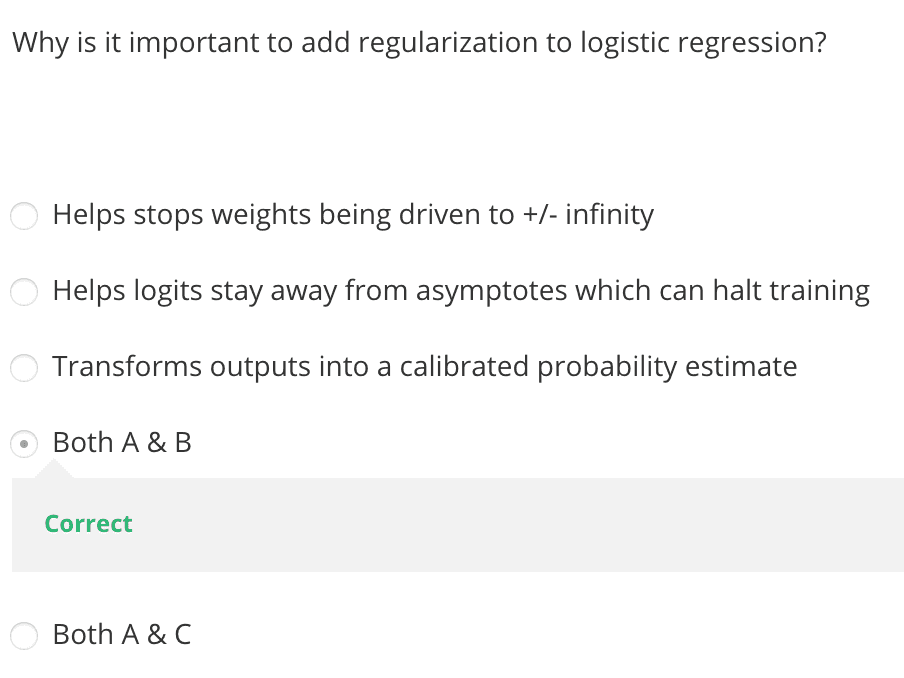 Why is it important to add regularization to logistic regression?
Helps stops weights being driven to +/- infinity
Helps logits stay away from asymptotes which can halt training
Transforms outputs into a calibrated probability estimate
Both A & B
Correct
Both A & C